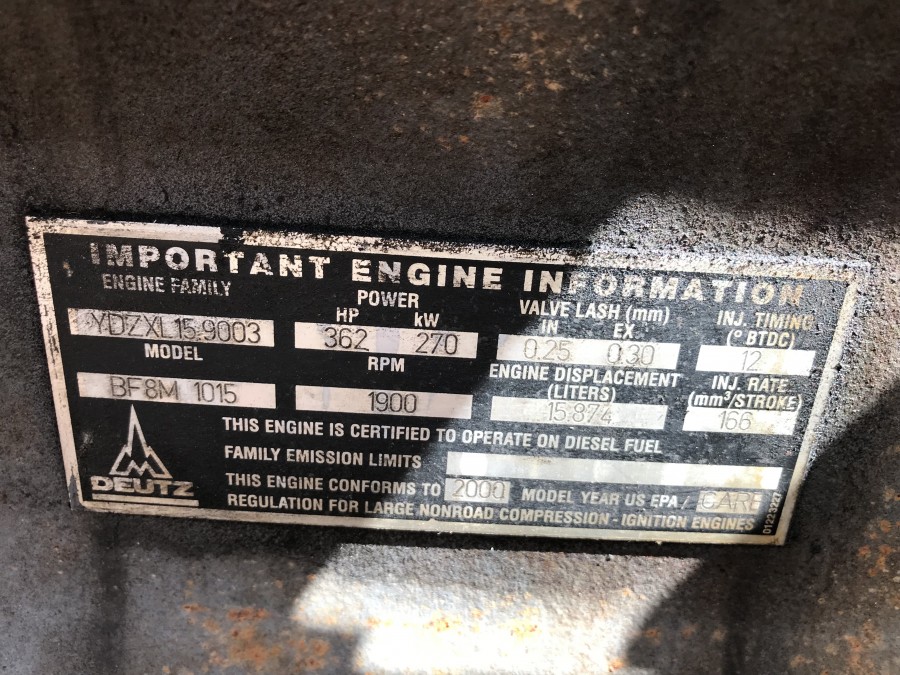 IMPORTANT ENGINE INFORMATION
ENGINE FAMILY
YDZXL15.9003
MODEL
BF8M 1015
POWER
HP kW
362 270
RPM
1900
VALVE LASH (mm)
IN EX
0.25 0.30
ENGINE DISPLACEMENT
(LITERS)
15.874
INJ. TIMING
(° BTDC)
12
INJ. RATE
(mm³/STROKE)
166
THIS ENGINE IS CERTIFIED TO OPERATE ON DIESEL FUEL
FAMILY EMISSION LIMITS
THIS ENGINE CONFORMS TO 2000 MODEL YEAR US EPA / CARB
REGULATION FOR LARGE NONROAD COMPRESSION - IGNITION ENGINES
DEUTZ